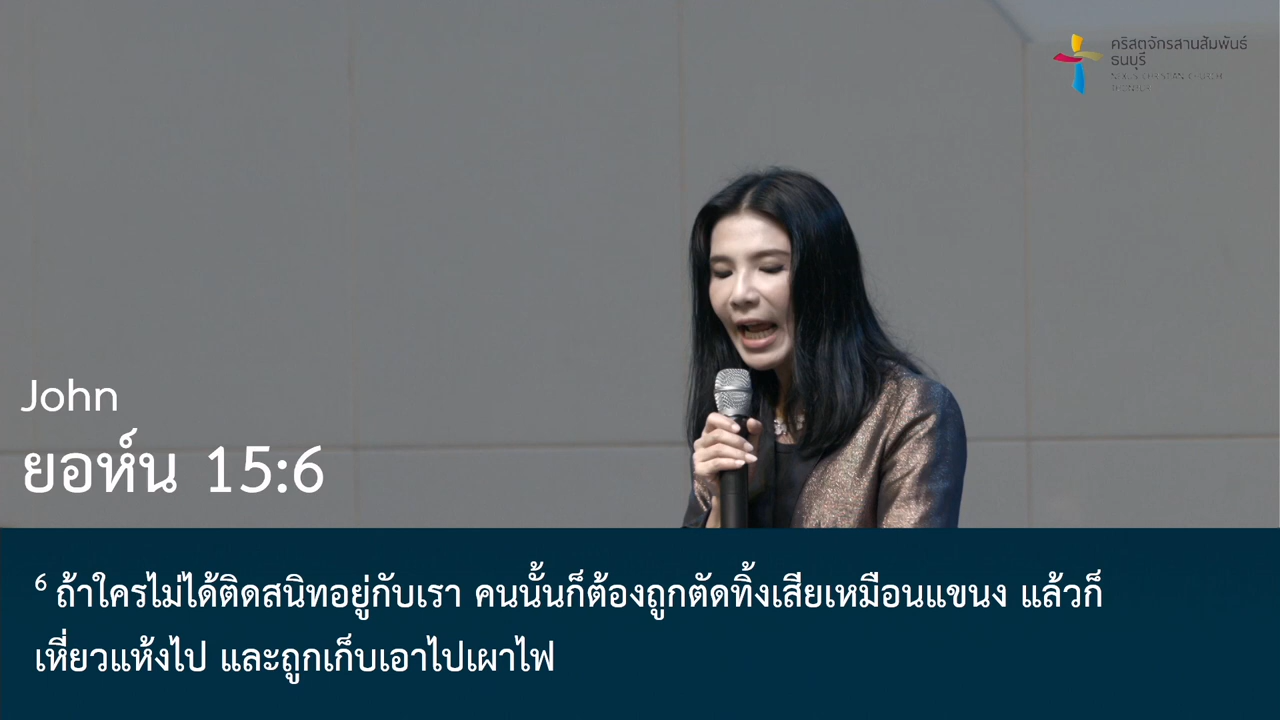 คริสตจักรสานสัมพันธ์
ธนบุรี
NEXUS CHRISTIAN CHURCH
John
ยอห์น 15:6
6 ถ้าใครไม่ได้ติดสนิทอยู่กับเรา คนนั้นก็ต้องถูกตัดทิ้งเสียเหมือนแขนง แล้วก็
เหี่ยวแห้งไป และถูกเก็บเอาไปเผาไฟ